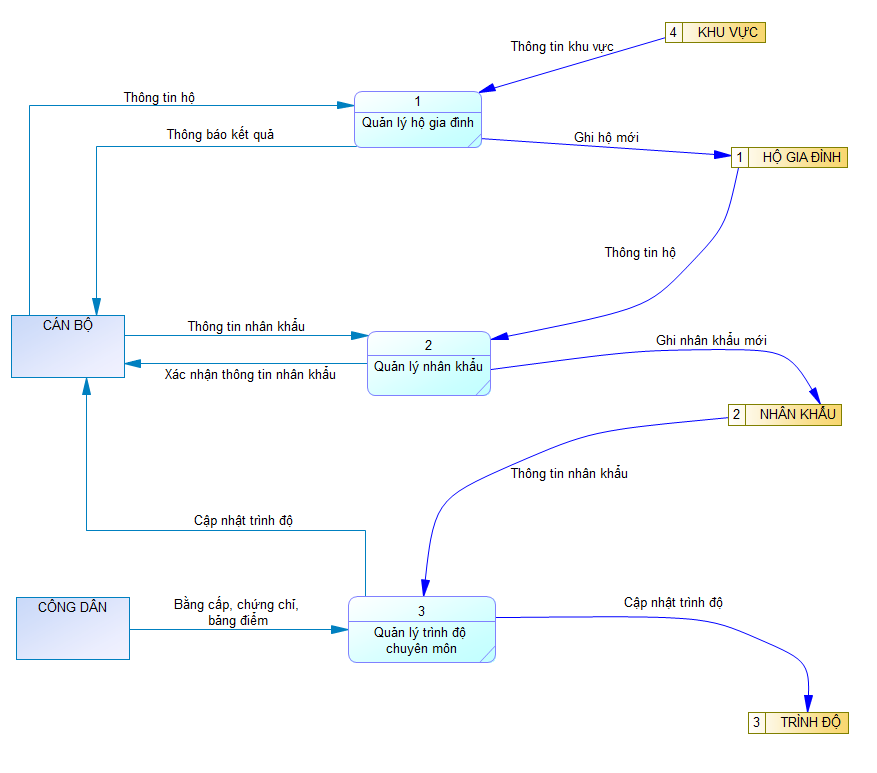 4 KHU VỰC
Thông tin khu vực
Thông tin hộ
1
Quản lý hộ gia đình
Thông báo kết quả
Ghi hộ mới
1 HỘ GIA ĐÌNH
Thông tin hộ
CÁN BỘ
Thông tin nhân khẩu
2
Quản lý nhân khẩu
Ghi nhân khẩu mới
Xác nhận thông tin nhân khẩu
2 NHÂN KHẨU
Thông tin nhân khẩu
Cập nhật trình độ
CÔNG DÂN
Bằng cấp, chứng chỉ,
bảng điểm
3
Quản lý trình độ
chuyên môn
Cập nhật trình độ
3 TRÌNH ĐỘ